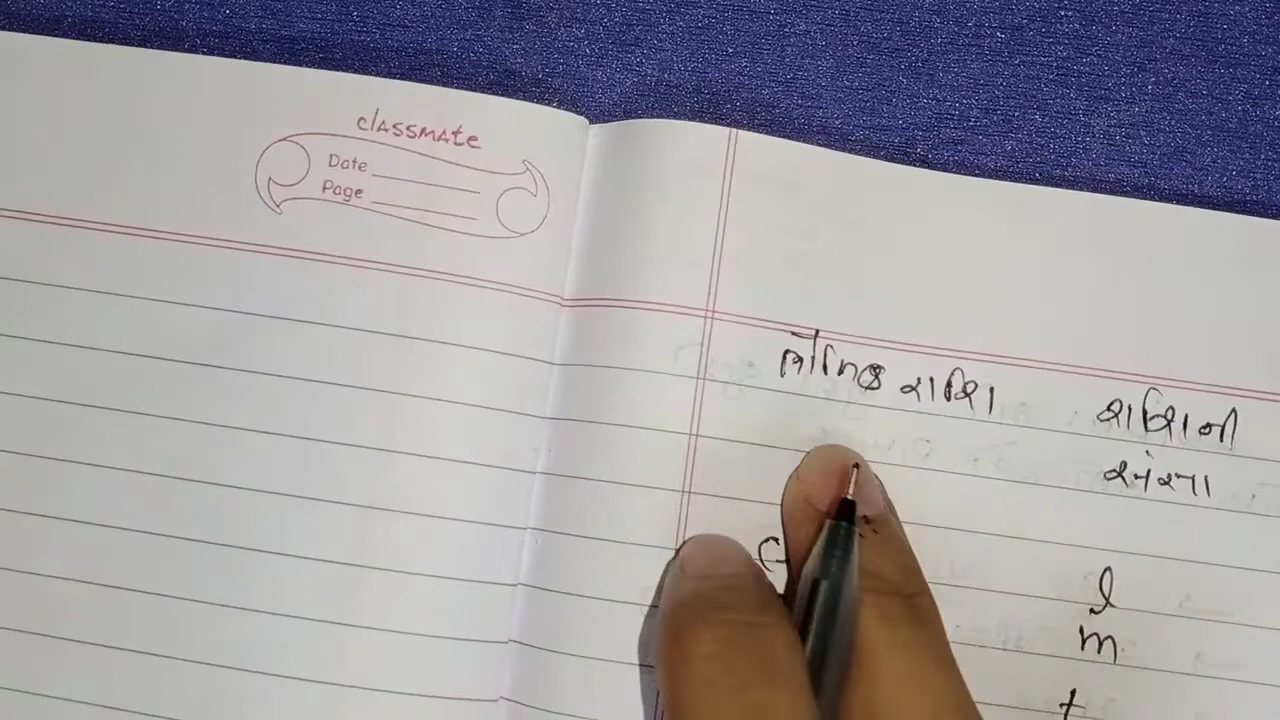 classmate
Date
Page
ભૌતિક રાશિ
રાશિની
સંજ્ઞા
l
m
t